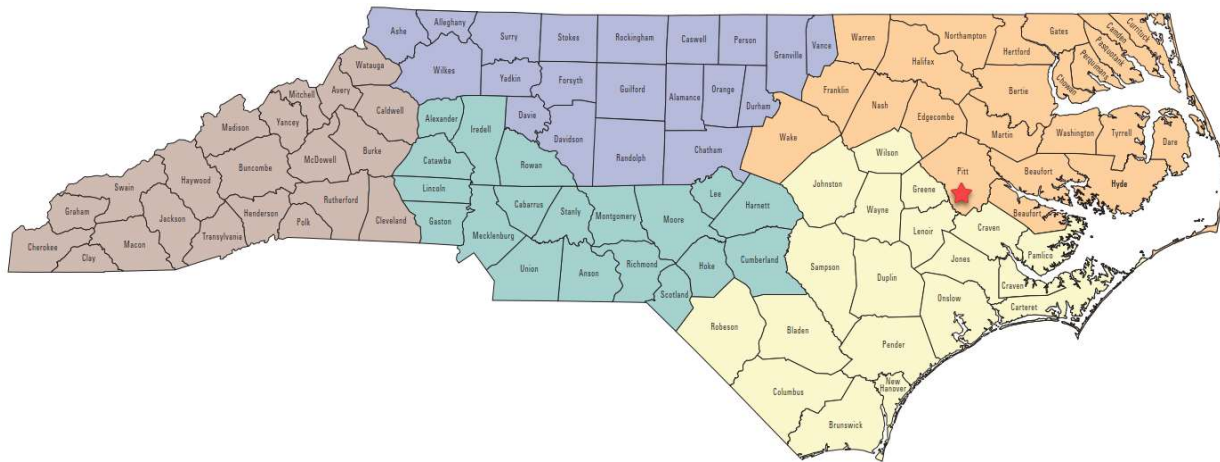 Alleghany
Ashe
Surry
Stokes
Rockingham
Caswell
Person
Granville
Vance
Warren
Northampton
Gates
Camden
Currituck
Pasquotank
Perquimans
Chowan
Hertford
Halifax
Bertie
Watauga
Wilkes
Yadkin
Forsyth
Guilford
Alamance
Orange
Durham
Franklin
Nash
Edgecombe
Martin
Washington
Tyrrell
Dare
Mitchell
Avery
Caldwell
Alexander
Iredell
Davie
Davidson
Randolph
Chatham
Wake
Madison
Yancey
Burke
McDowell
Catawba
Rowan
Wilson
Pitt
Beaufort
Hyde
Swain
Haywood
Buncombe
Rutherford
Lincoln
Cabarrus
Stanly
Montgomery
Moore
Lee
Harnett
Johnston
Greene
Wayne
Graham
Jackson
Henderson
Polk
Cleveland
Gaston
Mecklenburg
Lenoir
Craven
Beaufort
Pamlico
Cherokee
Clay
Macon
Transylvania
Union
Anson
Richmond
Hoke
Cumberland
Scotland
Sampson
Duplin
Jones
Craven
Carteret
Onslow
Robeson
Bladen
Pender
Columbus
New
Hanover
Brunswick